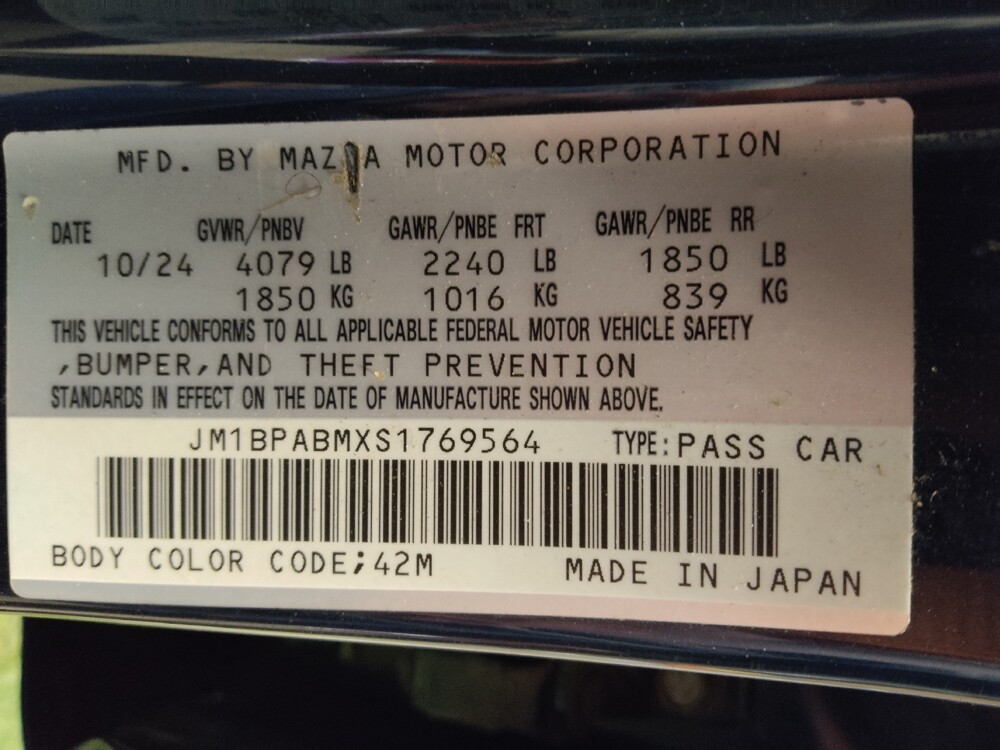 MFD. BY MAZDA MOTOR CORPORATION
DATE GVWR/PNBV GAWR/PNBE FRT GAWR/PNBE RR
10/24 4079 LB 2240 LB 1850 LB
1850 KG 1016 KG 839 KG
THIS VEHICLE CONFORMS TO ALL APPLICABLE FEDERAL MOTOR VEHICLE SAFETY
,BUMPER,AND THEFT PREVENTION
STANDARDS IN EFFECT ON THE DATE OF MANUFACTURE SHOWN ABOVE.
JM1BPABMXS1769564 TYPE:PASS CAR
BODY COLOR CODE;42M MADE IN JAPAN